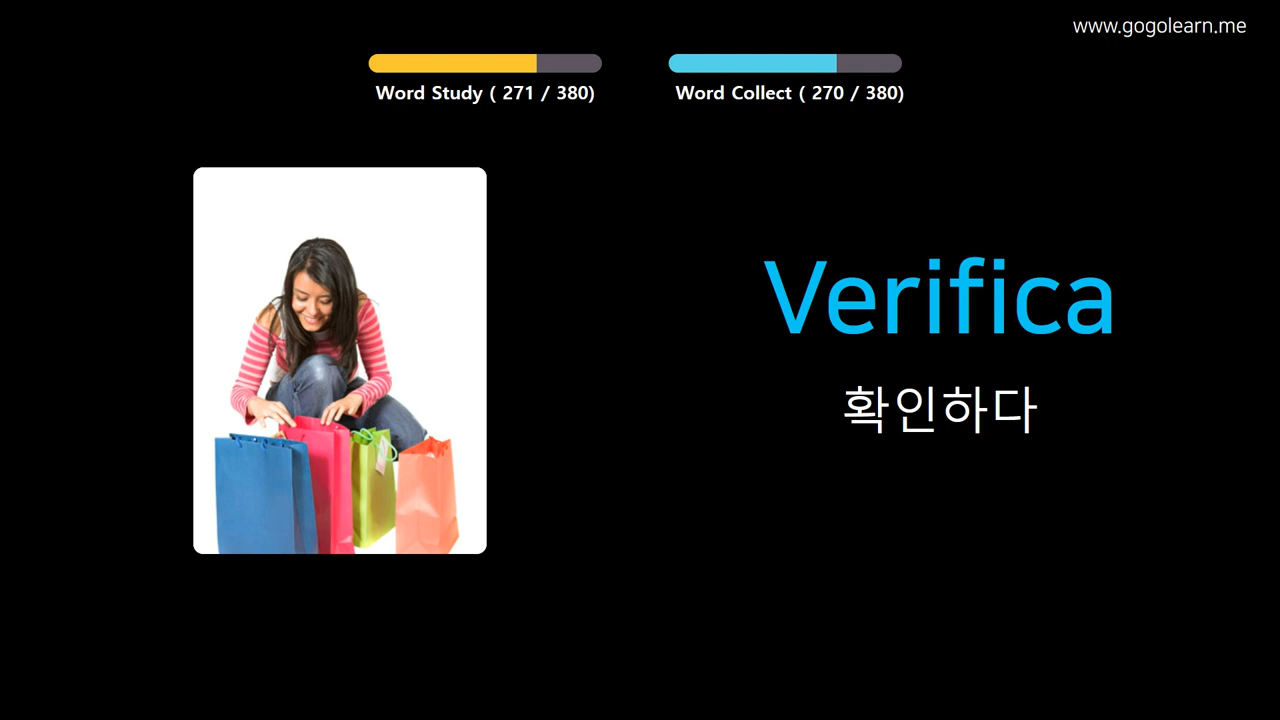 www.gogolearn.me
Word Study ( 271 / 380)
Word Collect ( 270 / 380)
Verifica
확인하다